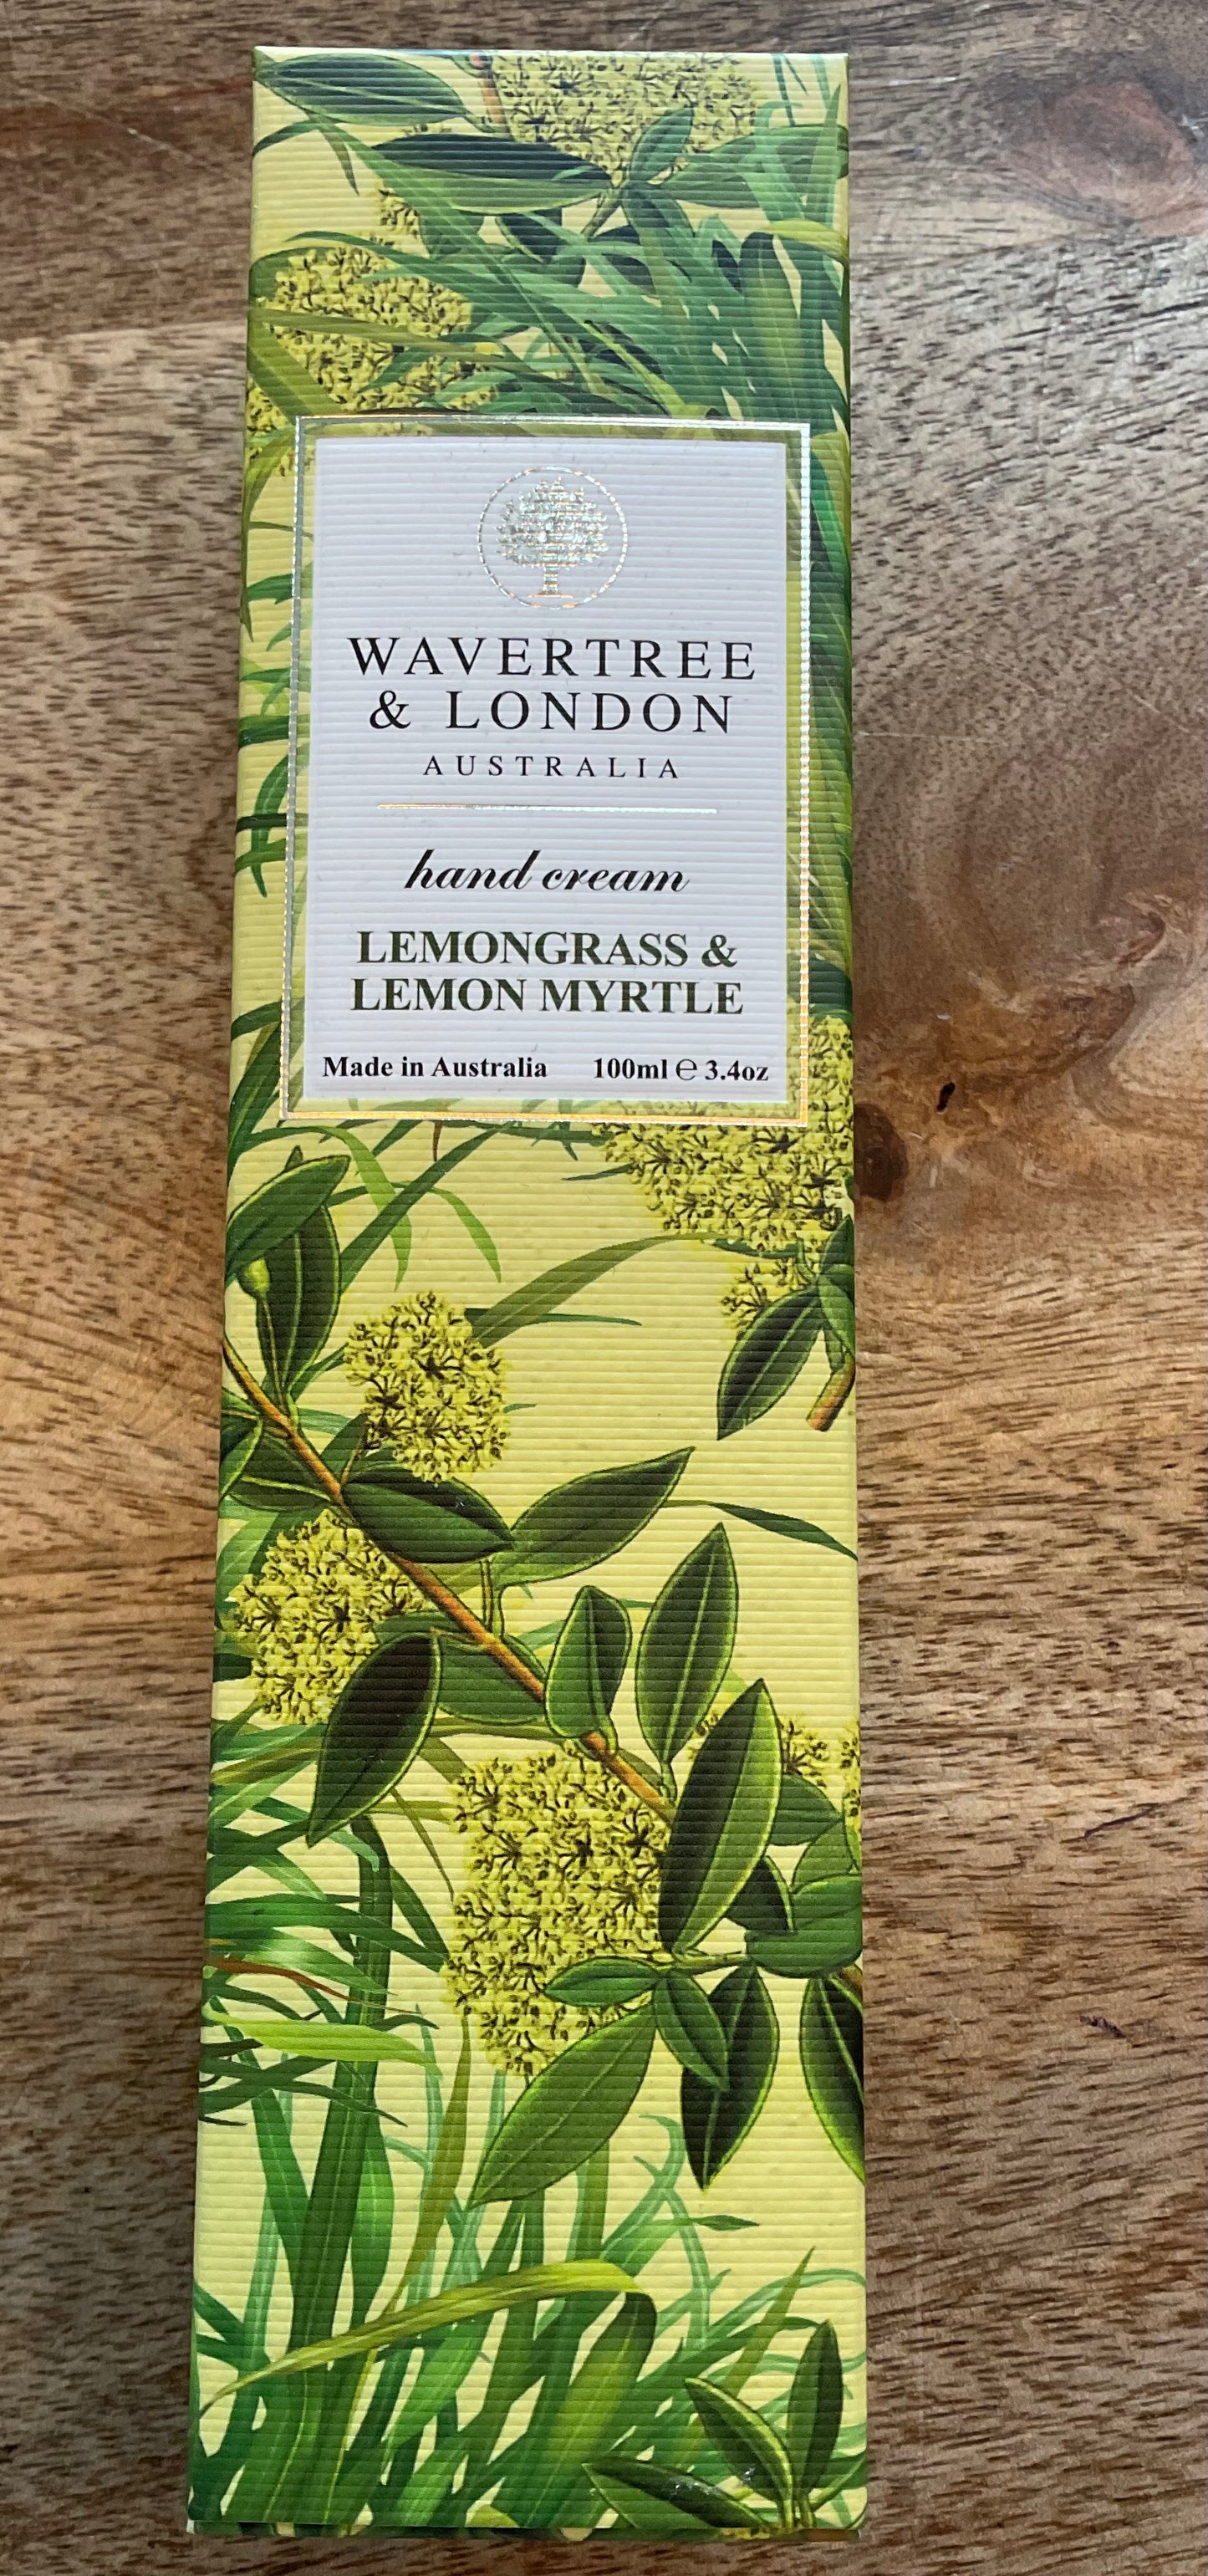 WAVERTREE
& LONDON
AUSTRALIA
hand cream
LEMONGRASS &
LEMON MYRTLE
Made in Australia 100ml ℮ 3.4oz